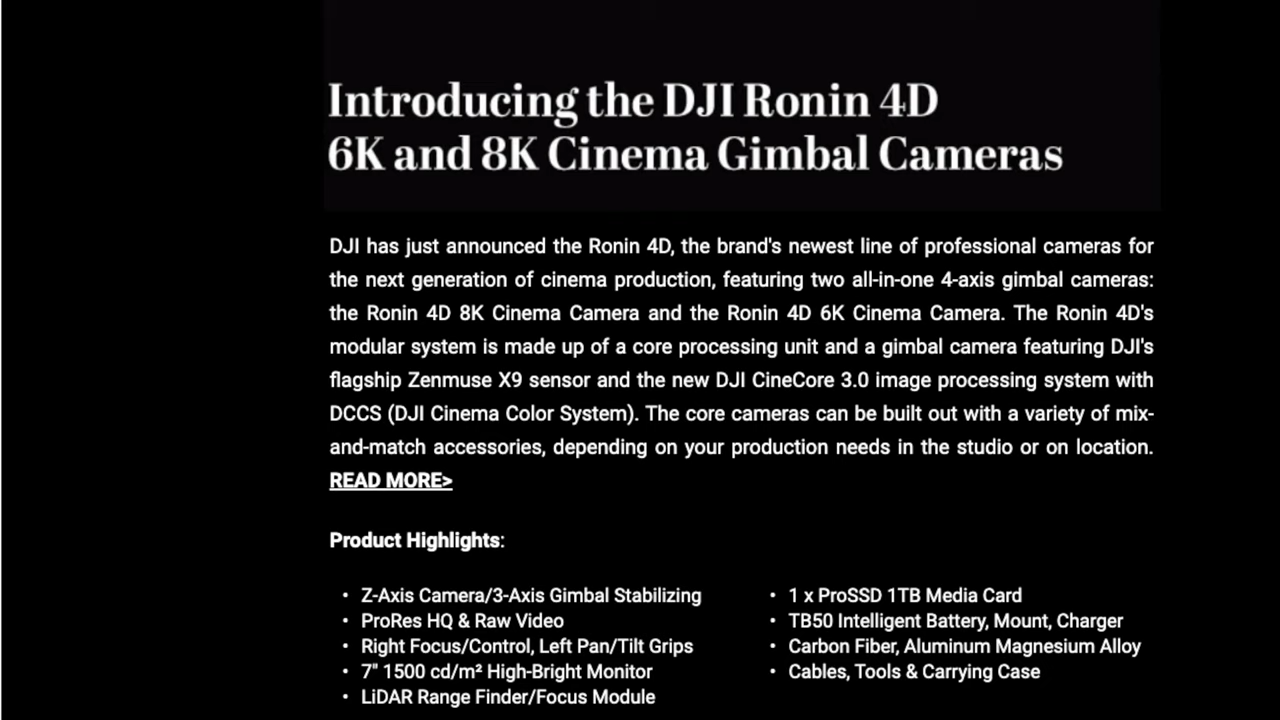 Introducing the DJI Ronin 4D
6K and 8K Cinema Gimbal Cameras
DJI has just announced the Ronin 4D, the brand's newest line of professional cameras for
the next generation of cinema production, featuring two all-in-one 4-axis gimbal cameras:
the Ronin 4D 8K Cinema Camera and the Ronin 4D 6K Cinema Camera. The Ronin 4D's
modular system is made up of a core processing unit and a gimbal camera featuring DJI's
flagship Zenmuse X9 sensor and the new DJI CineCore 3.0 image processing system with
DCCS (DJI Cinema Color System). The core cameras can be built out with a variety of mix-
and-match accessories, depending on your production needs in the studio or on location.
READ MORE>
Product Highlights:
• Z-Axis Camera/3-Axis Gimbal Stabilizing
• ProRes HQ & Raw Video
• Right Focus/Control, Left Pan/Tilt Grips
• 7" 1500 cd/m² High-Bright Monitor
• LiDAR Range Finder/Focus Module
• 1 x ProSSD 1TB Media Card
• TB50 Intelligent Battery, Mount, Charger
• Carbon Fiber, Aluminum Magnesium Alloy
• Cables, Tools & Carrying Case